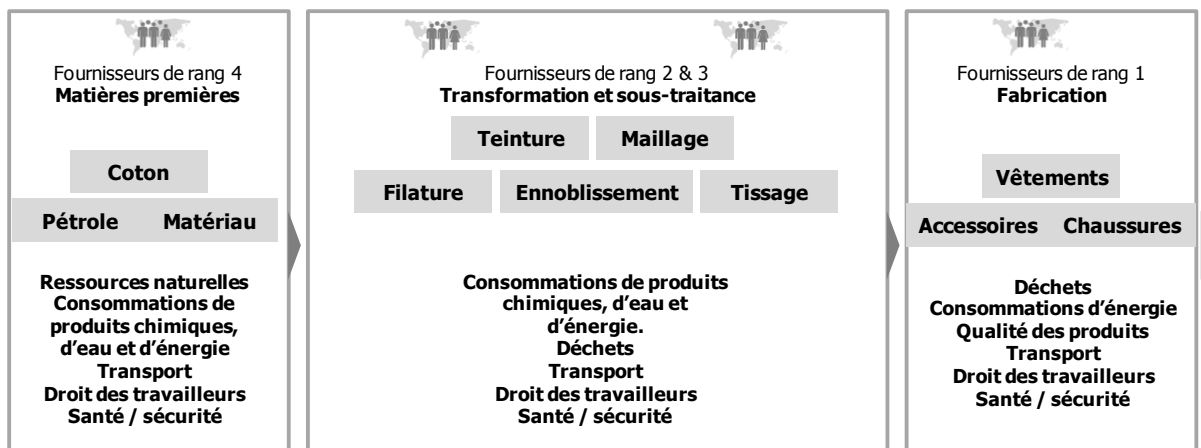 Fournisseurs de rang 4
Matières premières
Coton
Pétrole Matériau
Ressources naturelles
Consommations de
produits chimiques,
d'eau et d'énergie
Transport
Droit des travailleurs
Santé / sécurité
Fournisseurs de rang 2 & 3
Transformation et sous-traitance
Teinture Maillage
Filature Ennoblissement Tissage
Consommations de produits
chimiques, d'eau et
d'énergie.
Déchets
Transport
Droit des travailleurs
Santé / sécurité
Fournisseurs de rang 1
Fabrication
Vêtements
Accessoires Chaussures
Déchets
Consommations d'énergie
Qualité des produits
Transport
Droit des travailleurs
Santé / sécurité